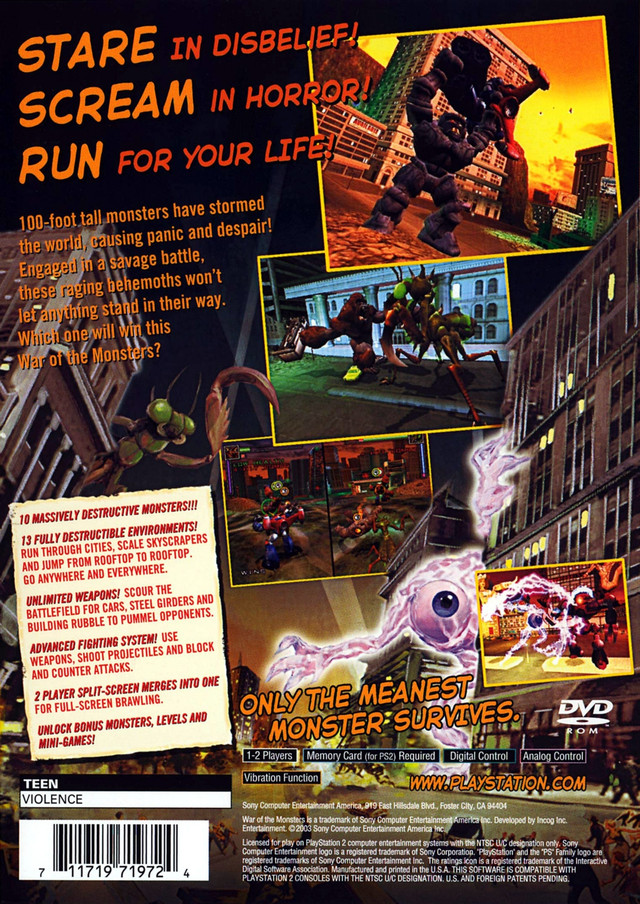 STARE IN DISBELIEF!
SCREAM IN HORROR!
RUN FOR YOUR LIFE!
100-foot tall monsters have stormed
the world, causing panic and despair!
Engaged in a savage battle,
these raging behemoths won't
let anything stand in their way.
Which one will win this
War of the Monsters?
10 MASSIVELY DESTRUCTIVE MONSTERS!!!
13 FULLY DESTRUCTIBLE ENVIRONMENTS!
RUN THROUGH CITIES, SCALE SKYSCRAPERS
AND JUMP FROM ROOFTOP TO ROOFTOP.
GO ANYWHERE AND EVERYWHERE.
UNLIMITED WEAPONS! SCOUR THE
BATTLEFIELD FOR CARS, STEEL GIRDERS AND
BUILDING RUBBLE TO PUMMEL OPPONENTS.
ADVANCED FIGHTING SYSTEM! USE
WEAPONS, SHOOT PROJECTILES AND BLOCK
AND COUNTER ATTACKS.
2 PLAYER SPLIT-SCREEN MERGES INTO ONE
FOR FULL-SCREEN BRAWLING.
UNLOCK BONUS MONSTERS, LEVELS AND
MINI-GAMES!
WINS
ONLY THE MEANEST
MONSTER SURVIVES.
DVD
ROM
1-2 Players
Memory Card (for PS2) Required
Digital Control
Analog Control
Vibration Function
WWW.PLAYSTATION.COM
TEEN
VIOLENCE
Sony Computer Entertainment America, 919 East Hillsdale Blvd., Foster City, CA 94404
War of the Monsters is a trademark of Sony Computer Entertainment America Inc. Developed by Incog Inc.
Entertainment. ©2003 Sony Computer Entertainment America Inc.
Licensed for play on PlayStation 2 computer entertainment systems with the NTSC U/C designation only. Sony
Computer Entertainment logo is a registered trademark of Sony Corporation. "PlayStation" and the "PS" Family logo are
registered trademarks of Sony Computer Entertainment Inc. The ratings icon is a registered trademark of the Interactive
Digital Software Association. Manufactured and printed in the U.S.A. THIS SOFTWARE IS COMPATIBLE WITH
PLAYSTATION 2 CONSOLES WITH THE NTSC U/C DESIGNATION. U.S. AND FOREIGN PATENTS PENDING.
7 11719 71972 4